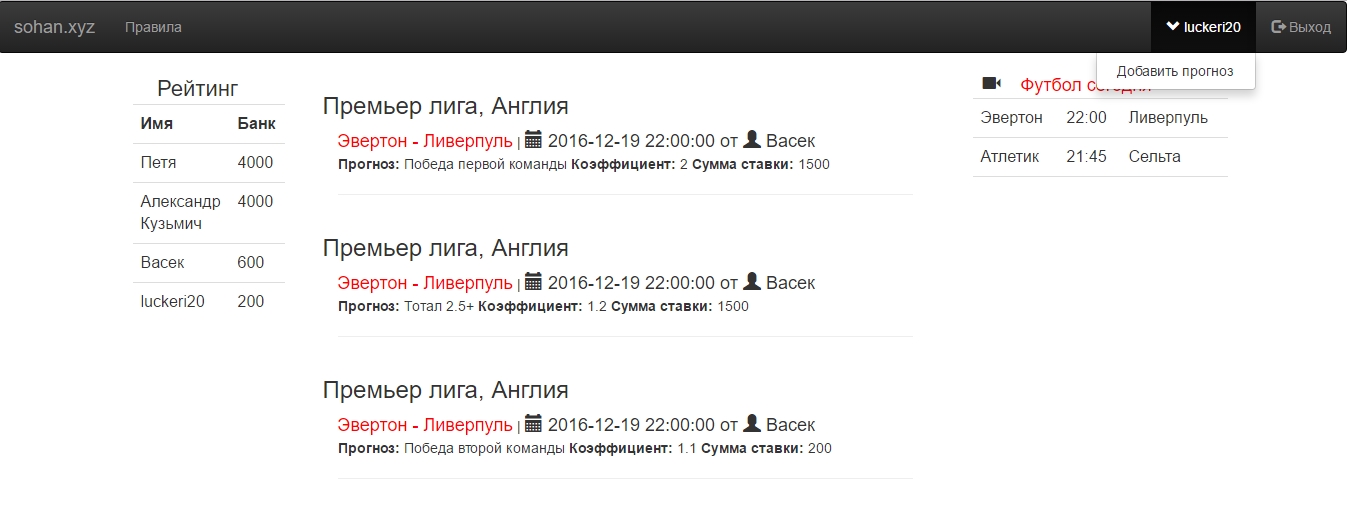 sohan.xyz Правила luckeri20 Выход
Добавить прогноз
Рейтинг
Имя Банк
Петя 4000
Александр Кузьмич 4000
Васек 600
luckeri20 200
Премьер лига, Англия
Эвертон - Ливерпуль | 2016-12-19 22:00:00 от Васек
Прогноз: Победа первой команды Коэффициент: 2 Сумма ставки: 1500
Премьер лига, Англия
Эвертон - Ливерпуль | 2016-12-19 22:00:00 от Васек
Прогноз: Тотал 2.5+ Коэффициент: 1.2 Сумма ставки: 1500
Премьер лига, Англия
Эвертон - Ливерпуль | 2016-12-19 22:00:00 от Васек
Прогноз: Победа второй команды Коэффициент: 1.1 Сумма ставки: 200
Футбол сегодня
Эвертон 22:00 Ливерпуль
Атлетик 21:45 Сельта